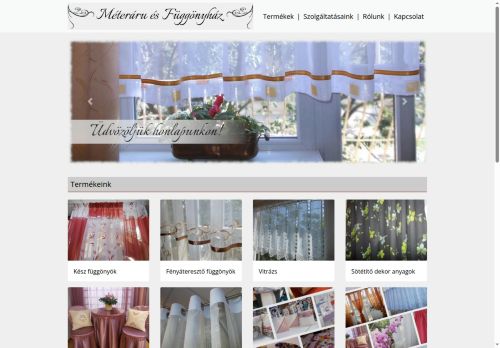 Méteráru és Függönyház
Termékek | Szolgáltatásaink | Rólunk | Kapcsolat
Üdvözöljük honlapunkon!
Termékeink
Kész függönyök
Fényáteresztő függönyök
Vitrázs
Sötétítő dekor anyagok